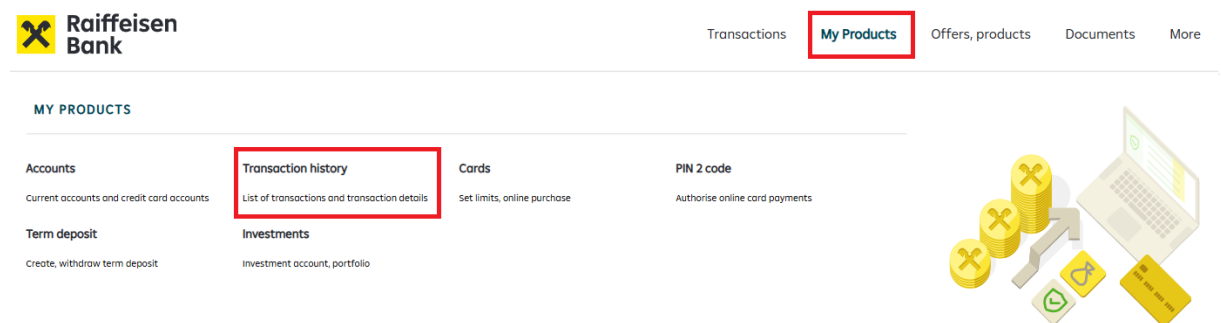 Raiffeisen
Bank
Transactions
My Products
Offers, products
Documents
More
MY PRODUCTS
Accounts
Current accounts and credit card accounts
Transaction history
List of transactions and transaction details
Cards
Set limits, online purchase
PIN 2 code
Authorise online card payments
Term deposit
Create, withdraw term deposit
Investments
Investment account, portfolio